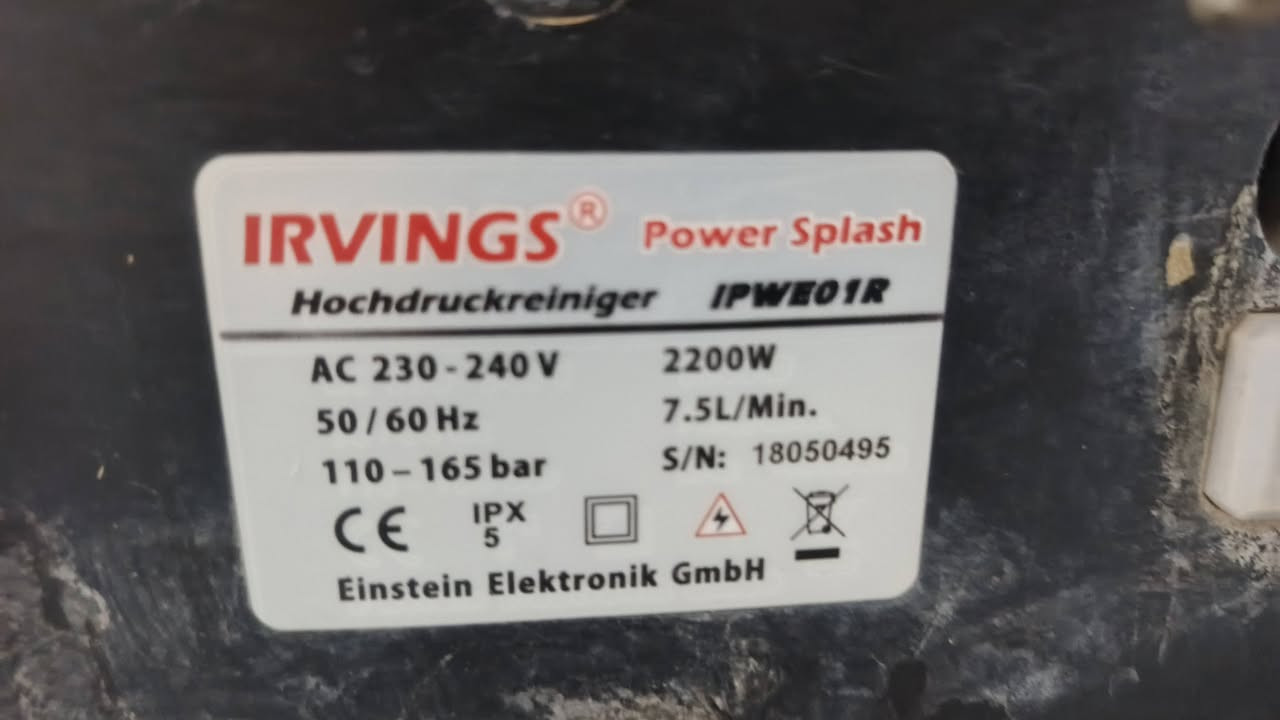 IRVINGS® Power Splash
Hochdruckreiniger IPWE01R
AC 230 - 240 V 2200W
50 / 60 Hz 7.5L/Min.
110 – 165 bar S/N: 18050495
CE IPX
5
Einstein Elektronik GmbH